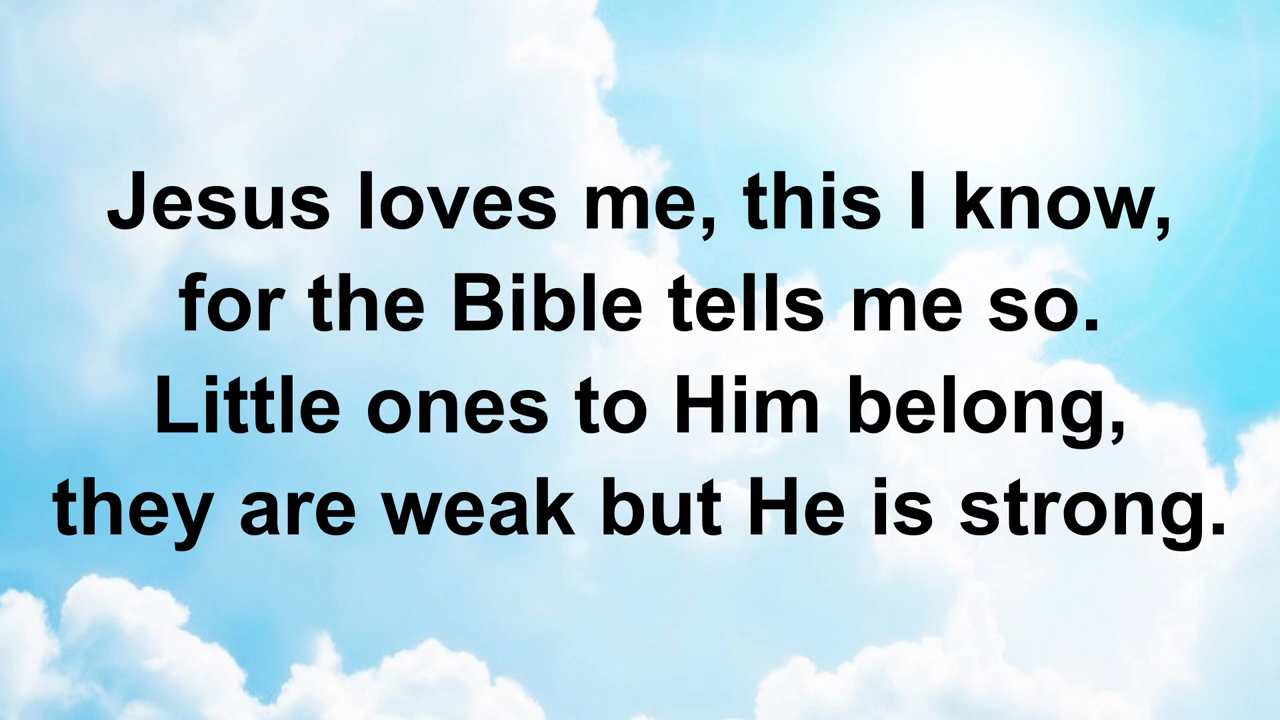 Jesus loves me, this I know,
for the Bible tells me so.
Little ones to Him belong,
they are weak but He is strong.